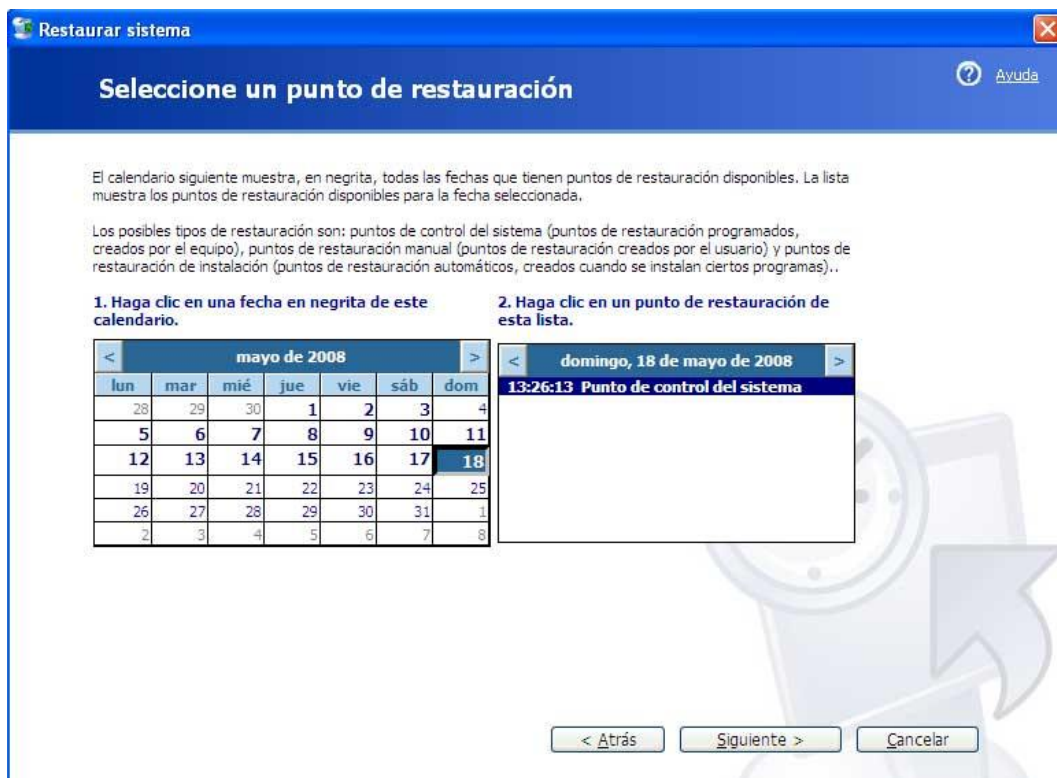 Restaurar sistema
Seleccione un punto de restauración
Ayuda
El calendario siguiente muestra, en negrita, todas las fechas que tienen puntos de restauración disponibles. La lista
muestra los puntos de restauración disponibles para la fecha seleccionada.
Los posibles tipos de restauración son: puntos de control del sistema (puntos de restauración programados,
creados por el equipo), puntos de restauración manual (puntos de restauración creados por el usuario) y puntos de
restauración de instalación (puntos de restauración automáticos, creados cuando se instalan ciertos programas)..
1. Haga clic en una fecha en negrita de este
calendario.
< mayo de 2008 >
lun mar mié jue vie sáb dom
28 29 30 1 2 3 4
5 6 7 8 9 10 11
12 13 14 15 16 17 18
19 20 21 22 23 24 25
26 27 28 29 30 31 1
2 3 4 5 6 7 8
2. Haga clic en un punto de restauración de
esta lista.
< domingo, 18 de mayo de 2008 >
13:26:13 Punto de control del sistema
< Atrás Siguiente > Cancelar